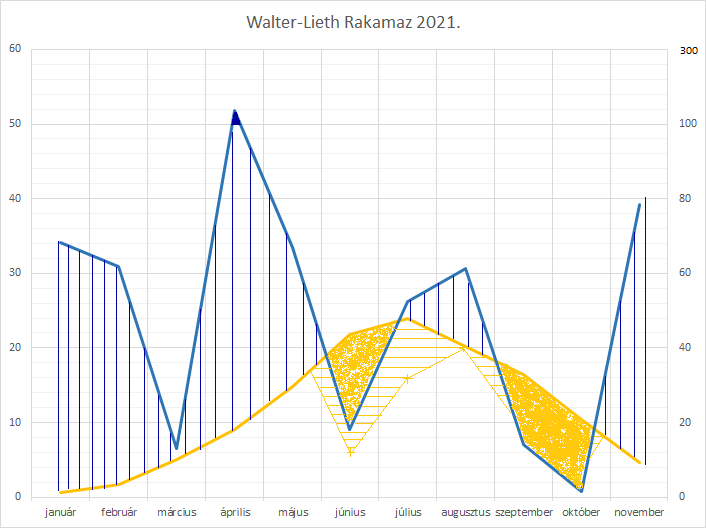 Walter-Lieth Rakamaz 2021.
60
300
50
100
40
80
30
60
20
40
10
20
0
0
január
február
március
április
május
június
július
augusztus
szeptember
október
november